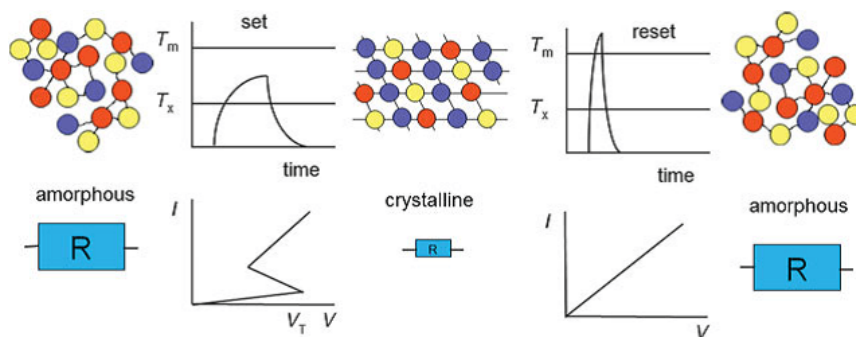 set
T_m
T_x
time
reset
T_m
T_x
time
amorphous
R
I
V_T V
crystalline
R
I
V
amorphous
R